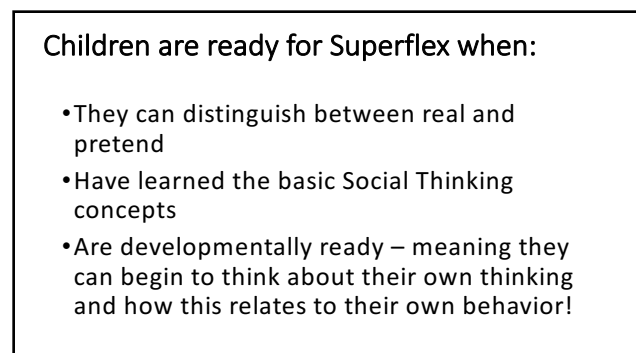 Children are ready for Superflex when:
•They can distinguish between real and
pretend
•Have learned the basic Social Thinking
concepts
•Are developmentally ready – meaning they
can begin to think about their own thinking
and how this relates to their own behavior!